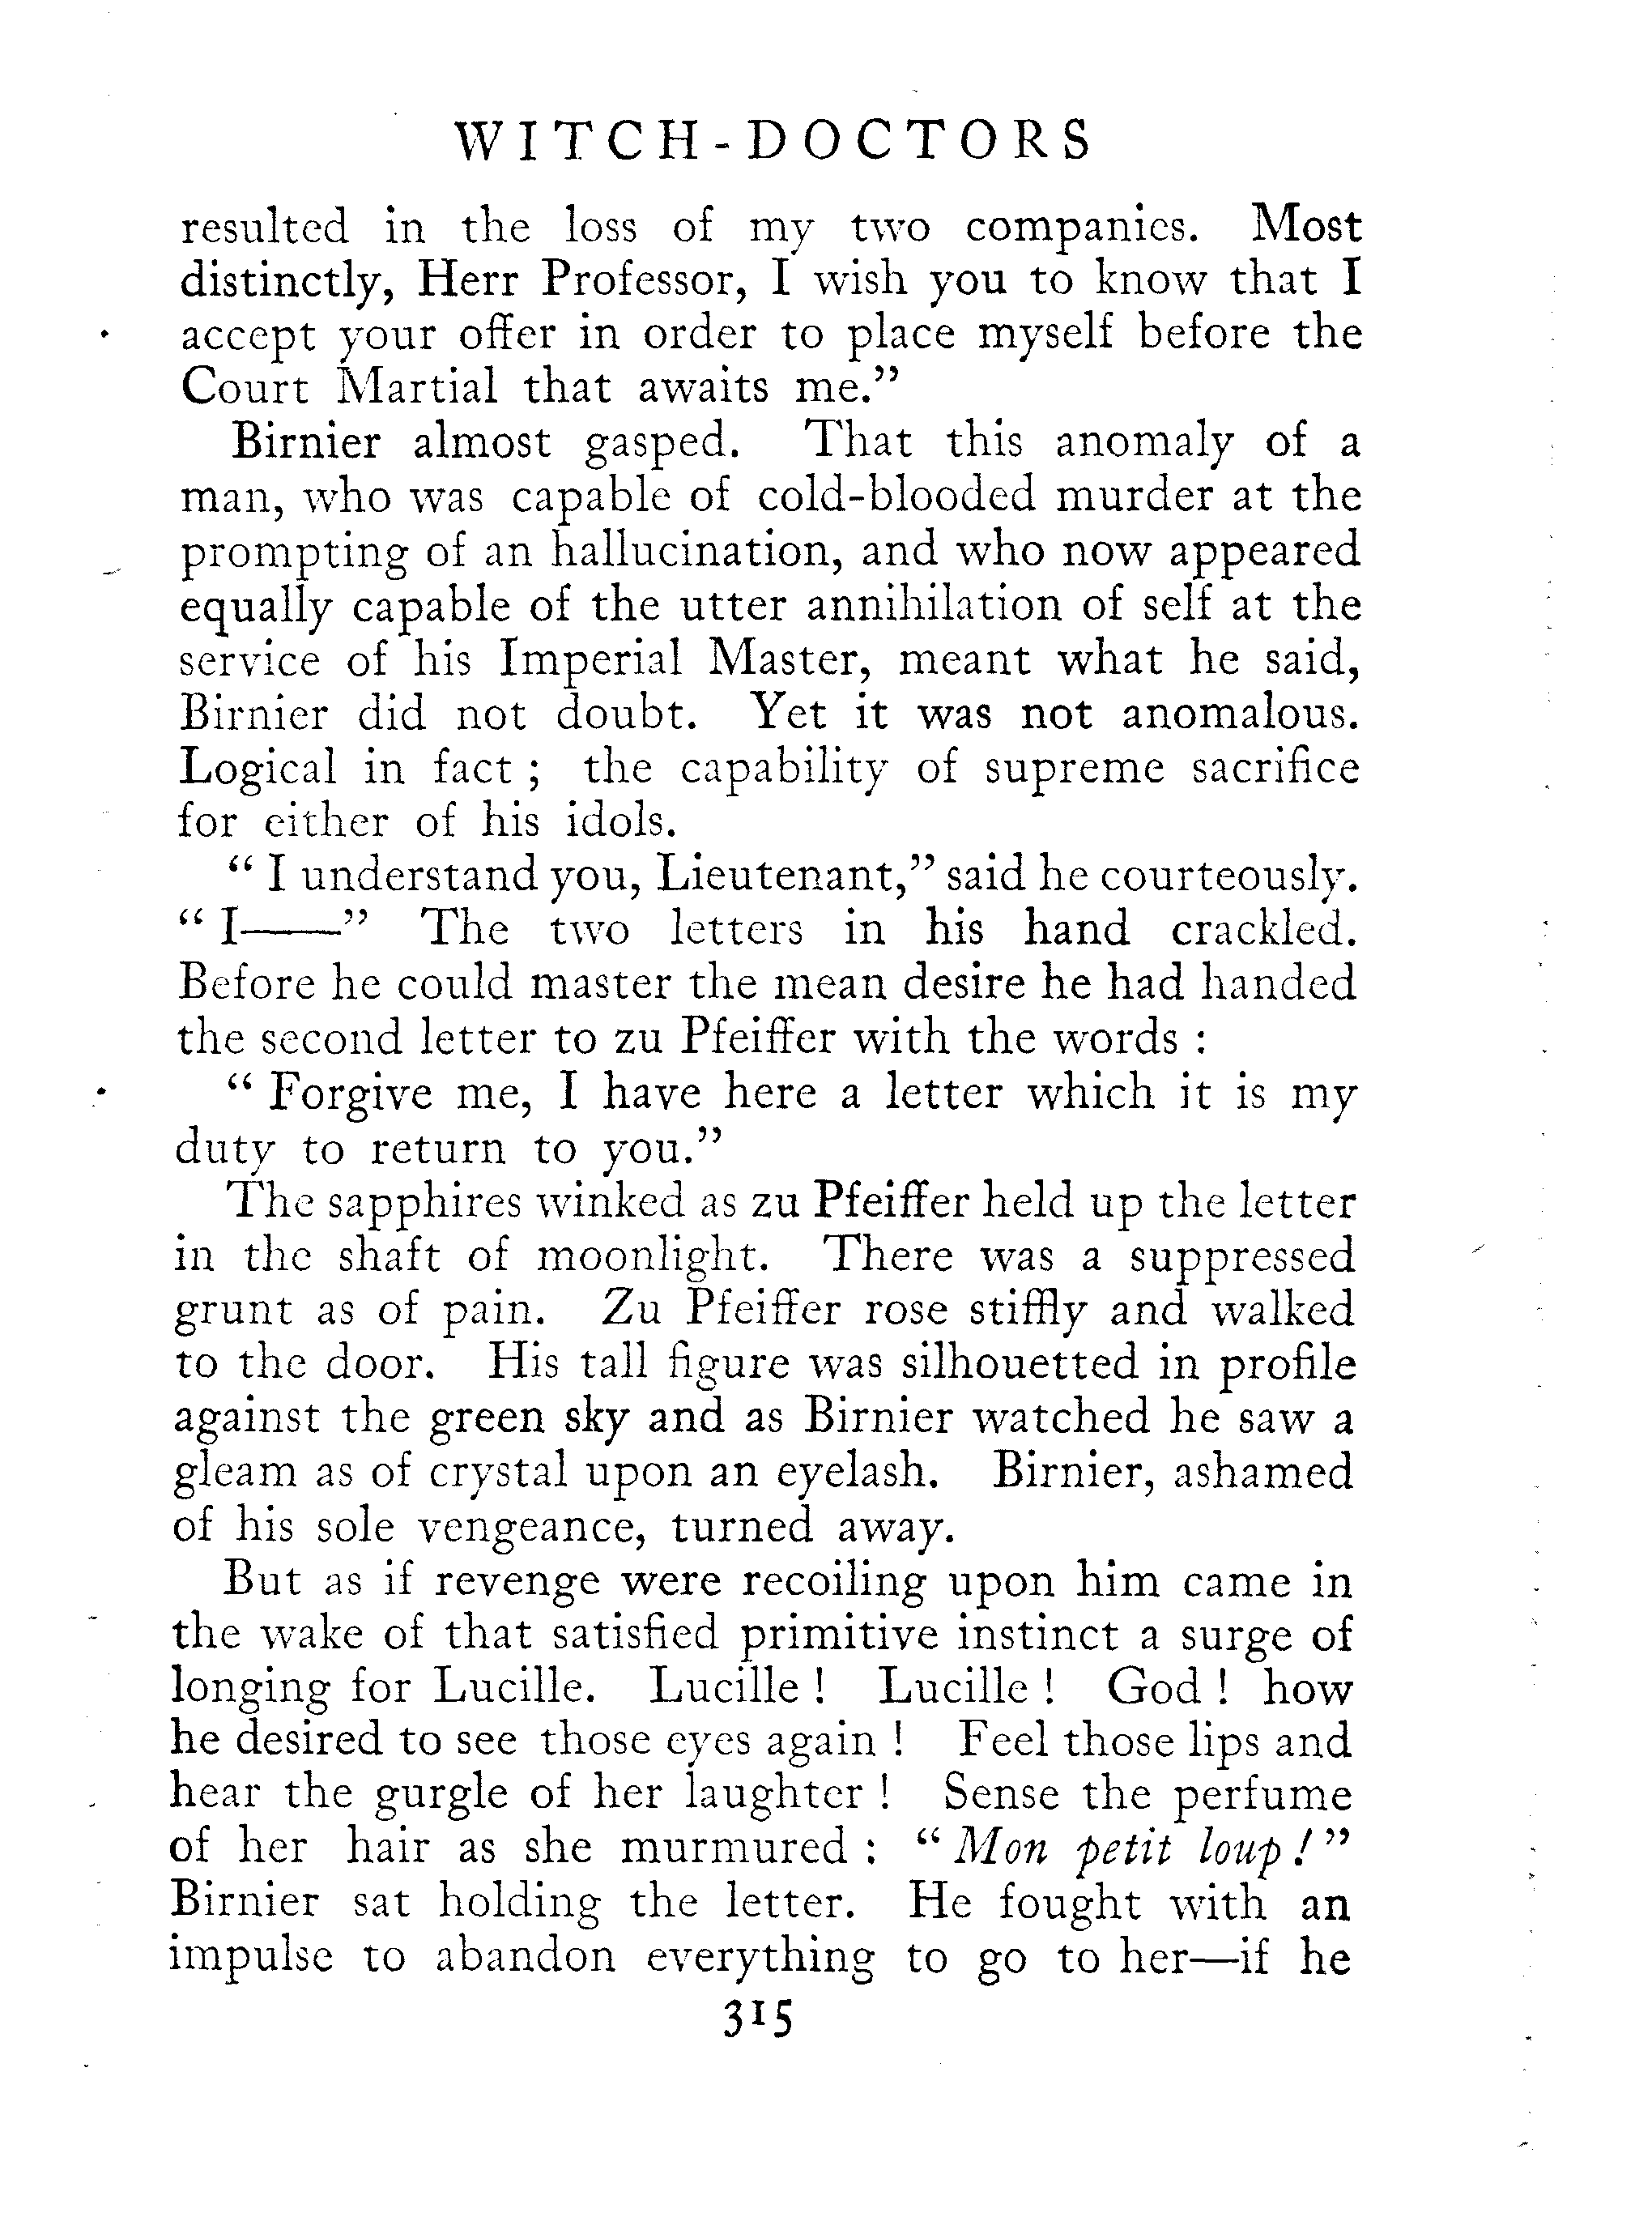 WITCH-DOCTORS
resulted in the loss of my two companies. Most
distinctly, Herr Professor, I wish you to know that I
accept your offer in order to place myself before the
Court Martial that awaits me.”
Birnier almost gasped. That this anomaly of a
man, who was capable of cold-blooded murder at the
prompting of an hallucination, and who now appeared
equally capable of the utter annihilation of self at the
service of his Imperial Master, meant what he said,
Birnier did not doubt. Yet it was not anomalous.
Logical in fact ; the capability of supreme sacrifice
for either of his idols.
“ I understand you, Lieutenant,” said he courteously.
“ I——” The two letters in his hand crackled.
Before he could master the mean desire he had handed
the second letter to zu Pfeiffer with the words :
“ Forgive me, I have here a letter which it is my
duty to return to you.”
The sapphires winked as zu Pfeiffer held up the letter
in the shaft of moonlight. There was a suppressed
grunt as of pain. Zu Pfeiffer rose stiffly and walked
to the door. His tall figure was silhouetted in profile
against the green sky and as Birnier watched he saw a
gleam as of crystal upon an eyelash. Birnier, ashamed
of his sole vengeance, turned away.
But as if revenge were recoiling upon him came in
the wake of that satisfied primitive instinct a surge of
longing for Lucille. Lucille ! Lucille ! God ! how
he desired to see those eyes again ! Feel those lips and
hear the gurgle of her laughter ! Sense the perfume
of her hair as she murmured : “ Mon petit loup ! ”
Birnier sat holding the letter. He fought with an
impulse to abandon everything to go to her—if he
315